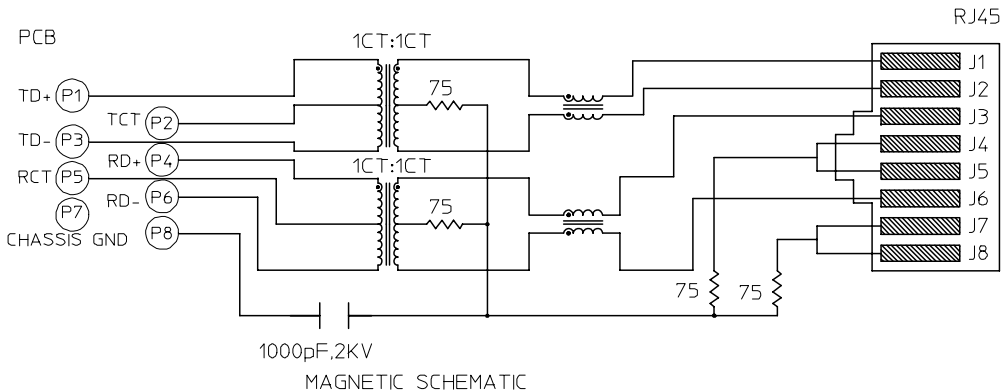 RJ45
PCB
1CT:1CT
J1
TD+ P1
75
J2
TCT P2
J3
TD- P3
J4
RD+ P4
1CT:1CT
RCT P5
J5
RD- P6
75
J6
P7
J7
CHASSIS GND P8
J8
75
75
1000pF,2KV
MAGNETIC SCHEMATIC